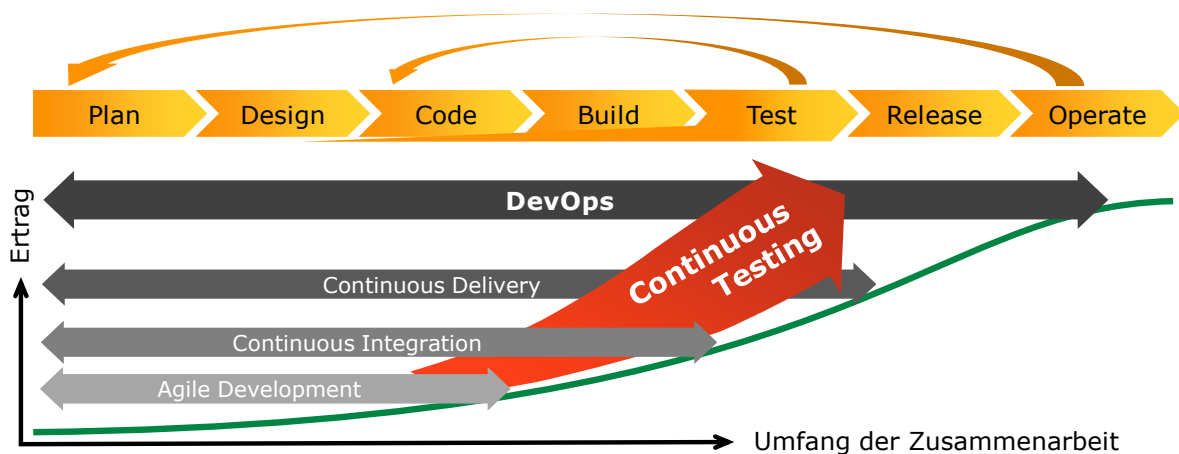 Plan
Design
Code
Build
Test
Release
Operate
DevOps
Continuous
Testing
Continuous Delivery
Continuous Integration
Agile Development
Ertrag
Umfang der Zusammenarbeit